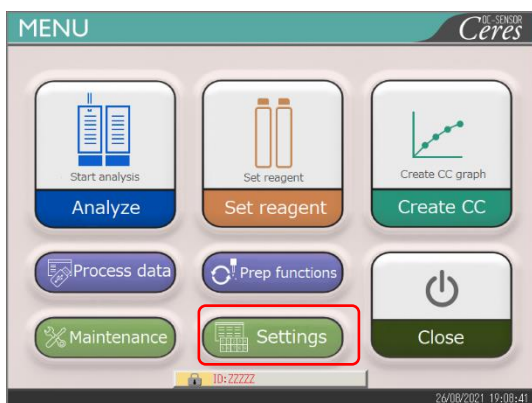 MENU
OC-SENSOR
Ceres
Start analysis
Analyze
Set reagent
Set reagent
Create CC graph
Create CC
Process data
Prep functions
Maintenance
Settings
Close
ID:ZZZZZ
26/08/2021 19:08:41